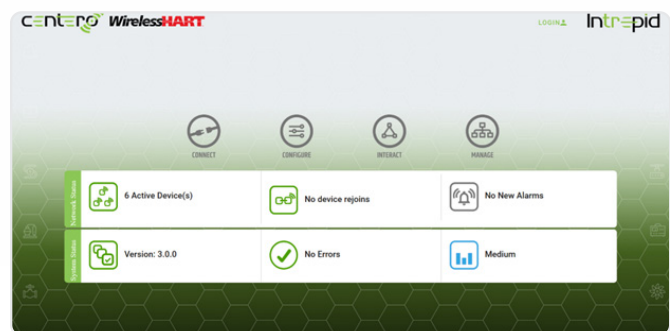 CENTERO WirelessHART
LOGIN
Intrepid
CONNECT
CONFIGURE
INTERACT
MANAGE
Network Status
6 Active Device(s)
No device rejoins
No New Alarms
System Status
Version: 3.0.0
No Errors
Medium